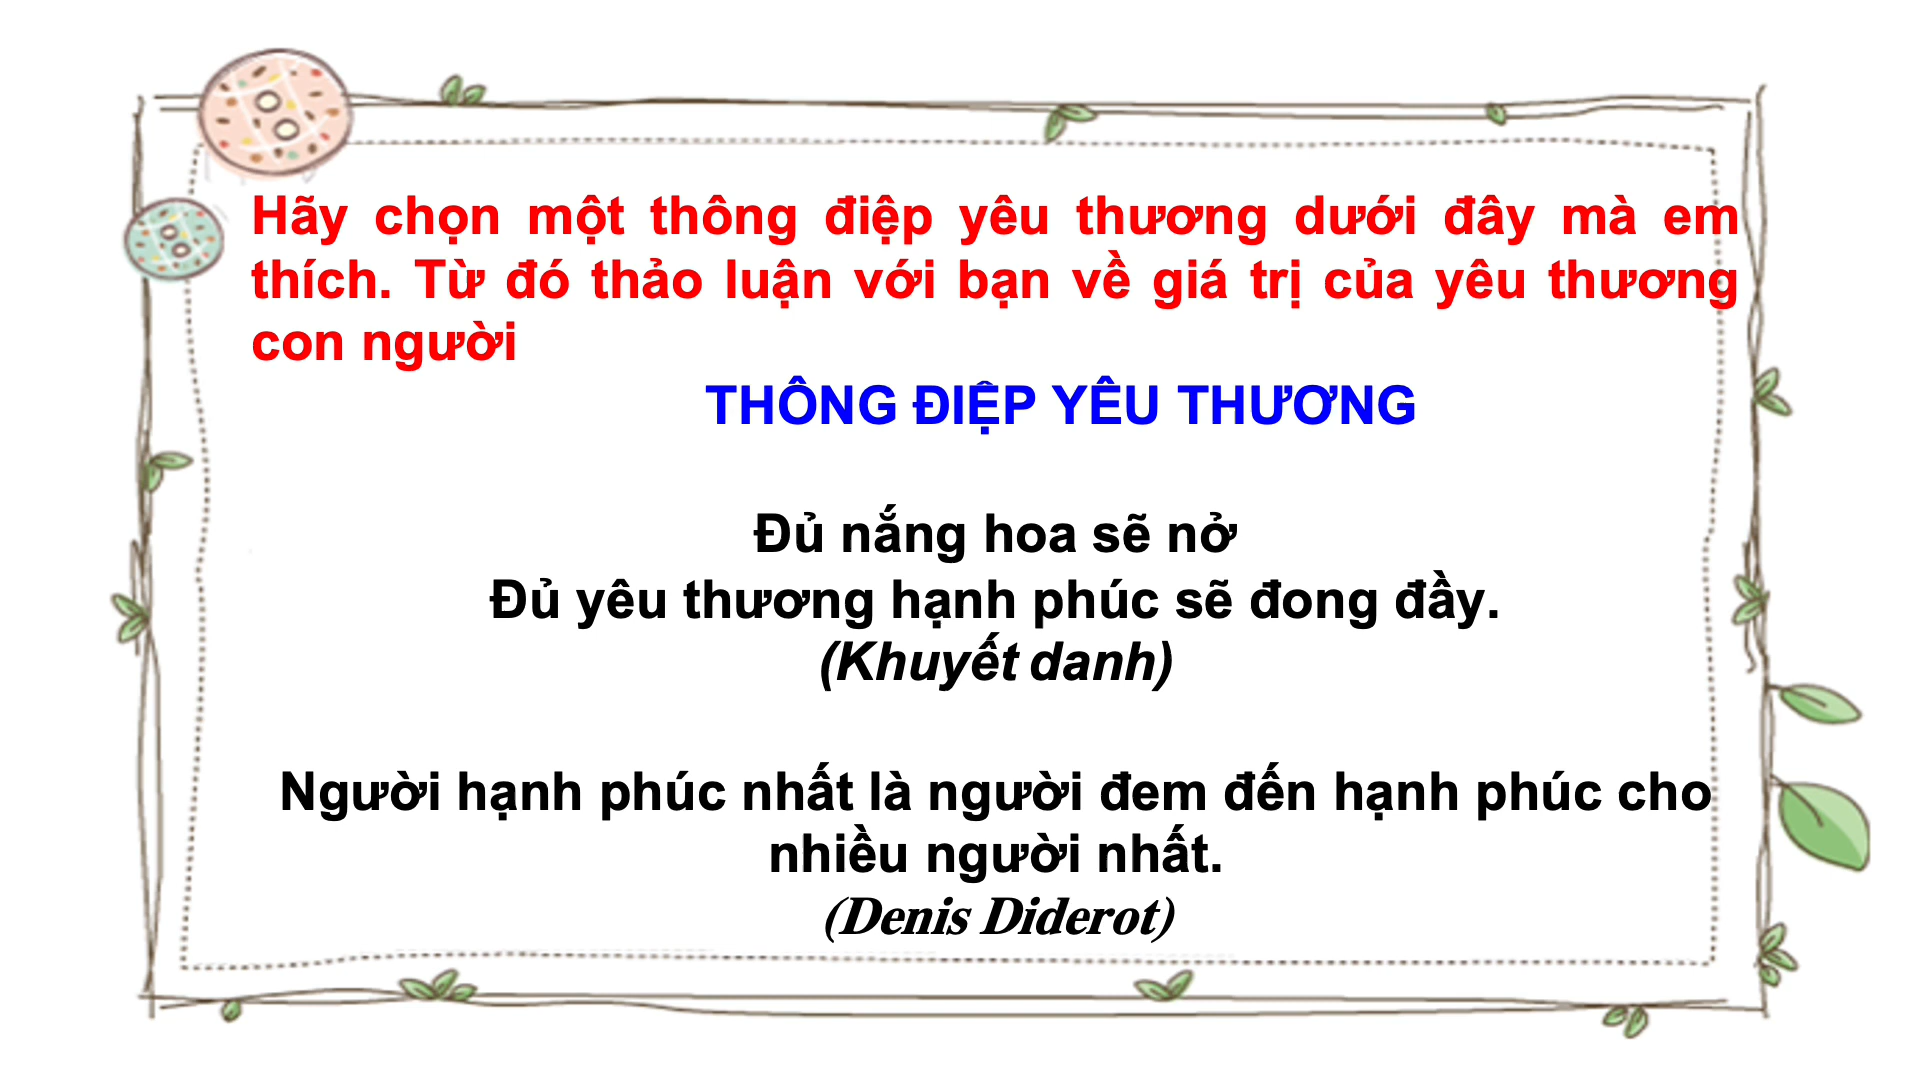 Hãy chọn một thông điệp yêu thương dưới đây mà em
thích. Từ đó thảo luận với bạn về giá trị của yêu thương
con người
THÔNG ĐIỆP YÊU THƯƠNG
Đủ nắng hoa sẽ nở
Đủ yêu thương hạnh phúc sẽ đong đầy.
(Khuyết danh)
Người hạnh phúc nhất là người đem đến hạnh phúc cho
nhiều người nhất.
(Denis Diderot)